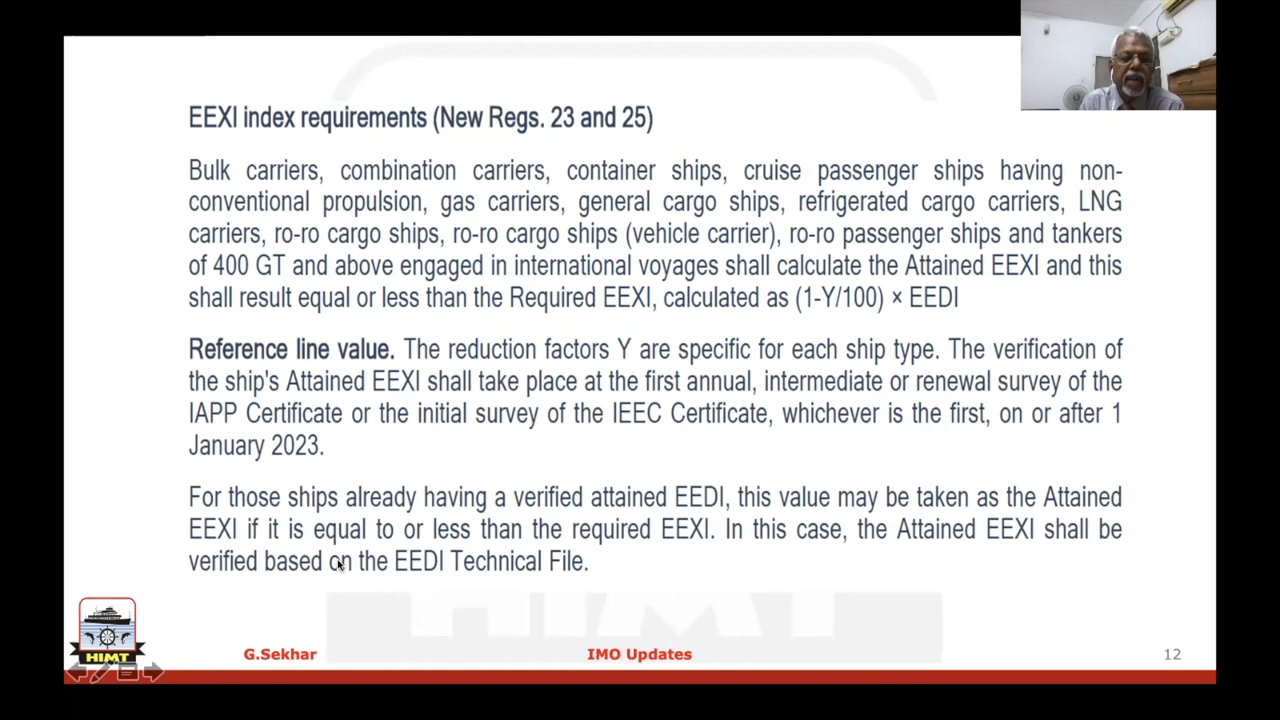 EEXI index requirements (New Regs. 23 and 25)
Bulk carriers, combination carriers, container ships, cruise passenger ships having non-
conventional propulsion, gas carriers, general cargo ships, refrigerated cargo carriers, LNG
carriers, ro-ro cargo ships, ro-ro cargo ships (vehicle carrier), ro-ro passenger ships and tankers
of 400 GT and above engaged in international voyages shall calculate the Attained EEXI and this
shall result equal or less than the Required EEXI, calculated as (1-Y/100) × EEDI
Reference line value. The reduction factors Y are specific for each ship type. The verification of
the ship's Attained EEXI shall take place at the first annual, intermediate or renewal survey of the
IAPP Certificate or the initial survey of the IEEC Certificate, whichever is the first, on or after 1
January 2023.
For those ships already having a verified attained EEDI, this value may be taken as the Attained
EEXI if it is equal to or less than the required EEXI. In this case, the Attained EEXI shall be
verified based on the EEDI Technical File.
HIMT
HIMT
G.Sekhar
IMO Updates
12